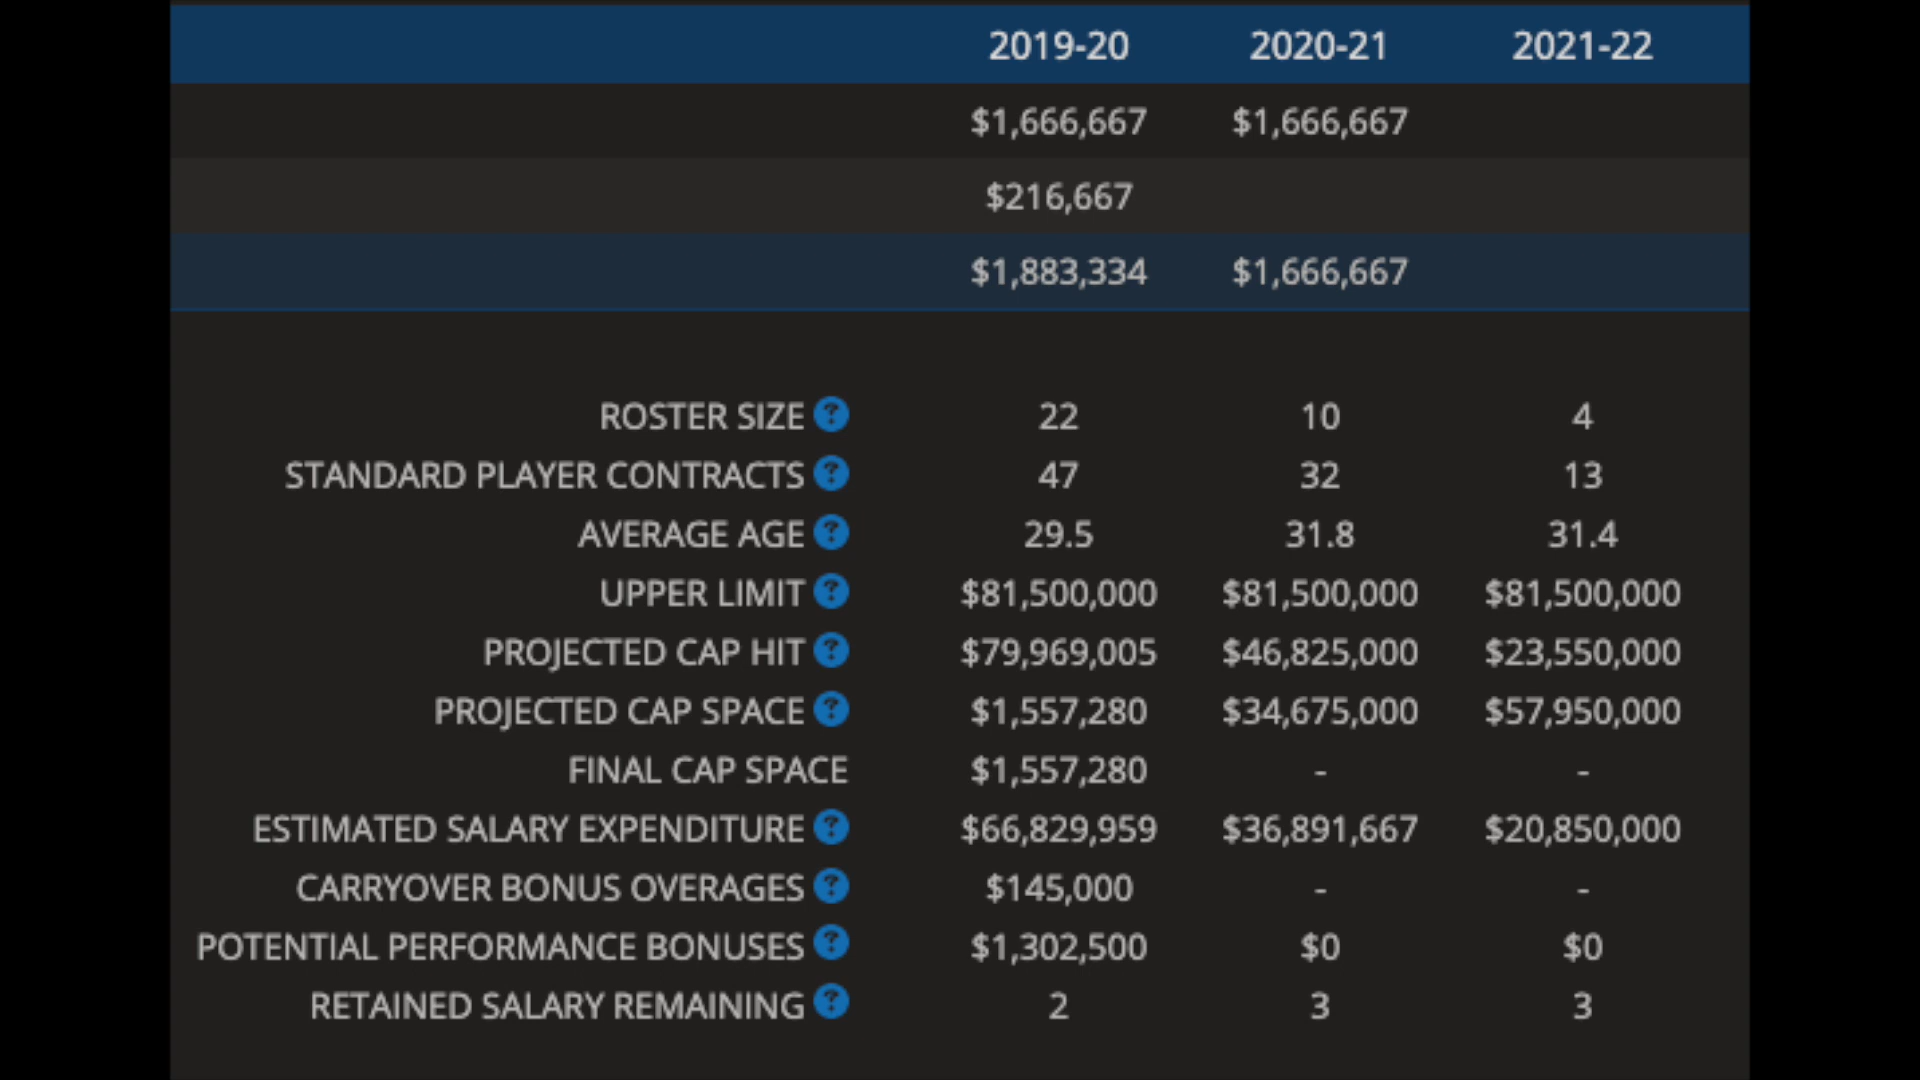 2019-20 2020-21 2021-22
$1,666,667 $1,666,667
$216,667
$1,883,334 $1,666,667
ROSTER SIZE ? 22 10 4
STANDARD PLAYER CONTRACTS ? 47 32 13
AVERAGE AGE ? 29.5 31.8 31.4
UPPER LIMIT ? $81,500,000 $81,500,000 $81,500,000
PROJECTED CAP HIT ? $79,969,005 $46,825,000 $23,550,000
PROJECTED CAP SPACE ? $1,557,280 $34,675,000 $57,950,000
FINAL CAP SPACE $1,557,280 - -
ESTIMATED SALARY EXPENDITURE ? $66,829,959 $36,891,667 $20,850,000
CARRYOVER BONUS OVERAGES ? $145,000 - -
POTENTIAL PERFORMANCE BONUSES ? $1,302,500 $0 $0
RETAINED SALARY REMAINING ? 2 3 3